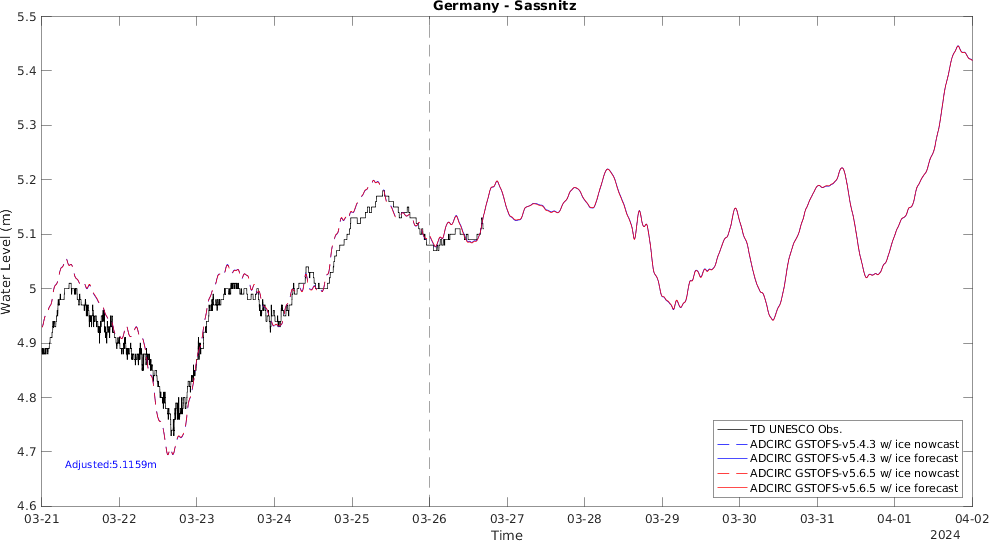 Germany - Sassnitz
5.5
5.4
5.3
5.2
5.1
5
4.9
4.8
4.7
4.6
Water Level (m)
Adjusted:5.1159m
TD UNESCO Obs.
ADCIRC GSTOFS-v5.4.3 w/ ice nowcast
ADCIRC GSTOFS-v5.4.3 w/ ice forecast
ADCIRC GSTOFS-v5.6.5 w/ ice nowcast
ADCIRC GSTOFS-v5.6.5 w/ ice forecast
03-21 03-22 03-23 03-24 03-25 03-26 03-27 03-28 03-29 03-30 03-31 04-01 04-02
Time
2024